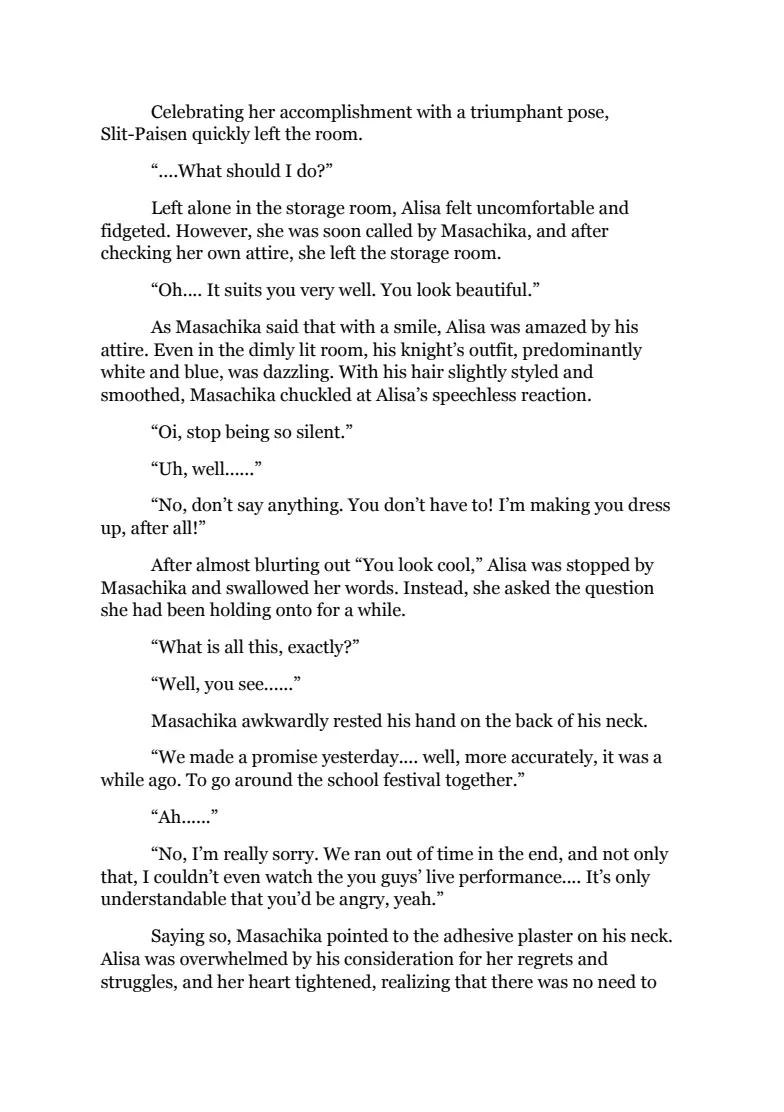 Celebrating her accomplishment with a triumphant pose,
Slit-Paisen quickly left the room.
“....What should I do?”
Left alone in the storage room, Alisa felt uncomfortable and
fidgeted. However, she was soon called by Masachika, and after
checking her own attire, she left the storage room.
“Oh.... It suits you very well. You look beautiful.”
As Masachika said that with a smile, Alisa was amazed by his
attire. Even in the dimly lit room, his knight’s outfit, predominantly
white and blue, was dazzling. With his hair slightly styled and
smoothed, Masachika chuckled at Alisa’s speechless reaction.
“Oi, stop being so silent.”
“Uh, well......”
“No, don’t say anything. You don’t have to! I’m making you dress
up, after all!”
After almost blurting out “You look cool,” Alisa was stopped by
Masachika and swallowed her words. Instead, she asked the question
she had been holding onto for a while.
“What is all this, exactly?”
“Well, you see......”
Masachika awkwardly rested his hand on the back of his neck.
“We made a promise yesterday.... well, more accurately, it was a
while ago. To go around the school festival together.”
“Ah......”
“No, I’m really sorry. We ran out of time in the end, and not only
that, I couldn’t even watch the you guys’ live performance.... It’s only
understandable that you’d be angry, yeah.”
Saying so, Masachika pointed to the adhesive plaster on his neck.
Alisa was overwhelmed by his consideration for her regrets and
struggles, and her heart tightened, realizing that there was no need to